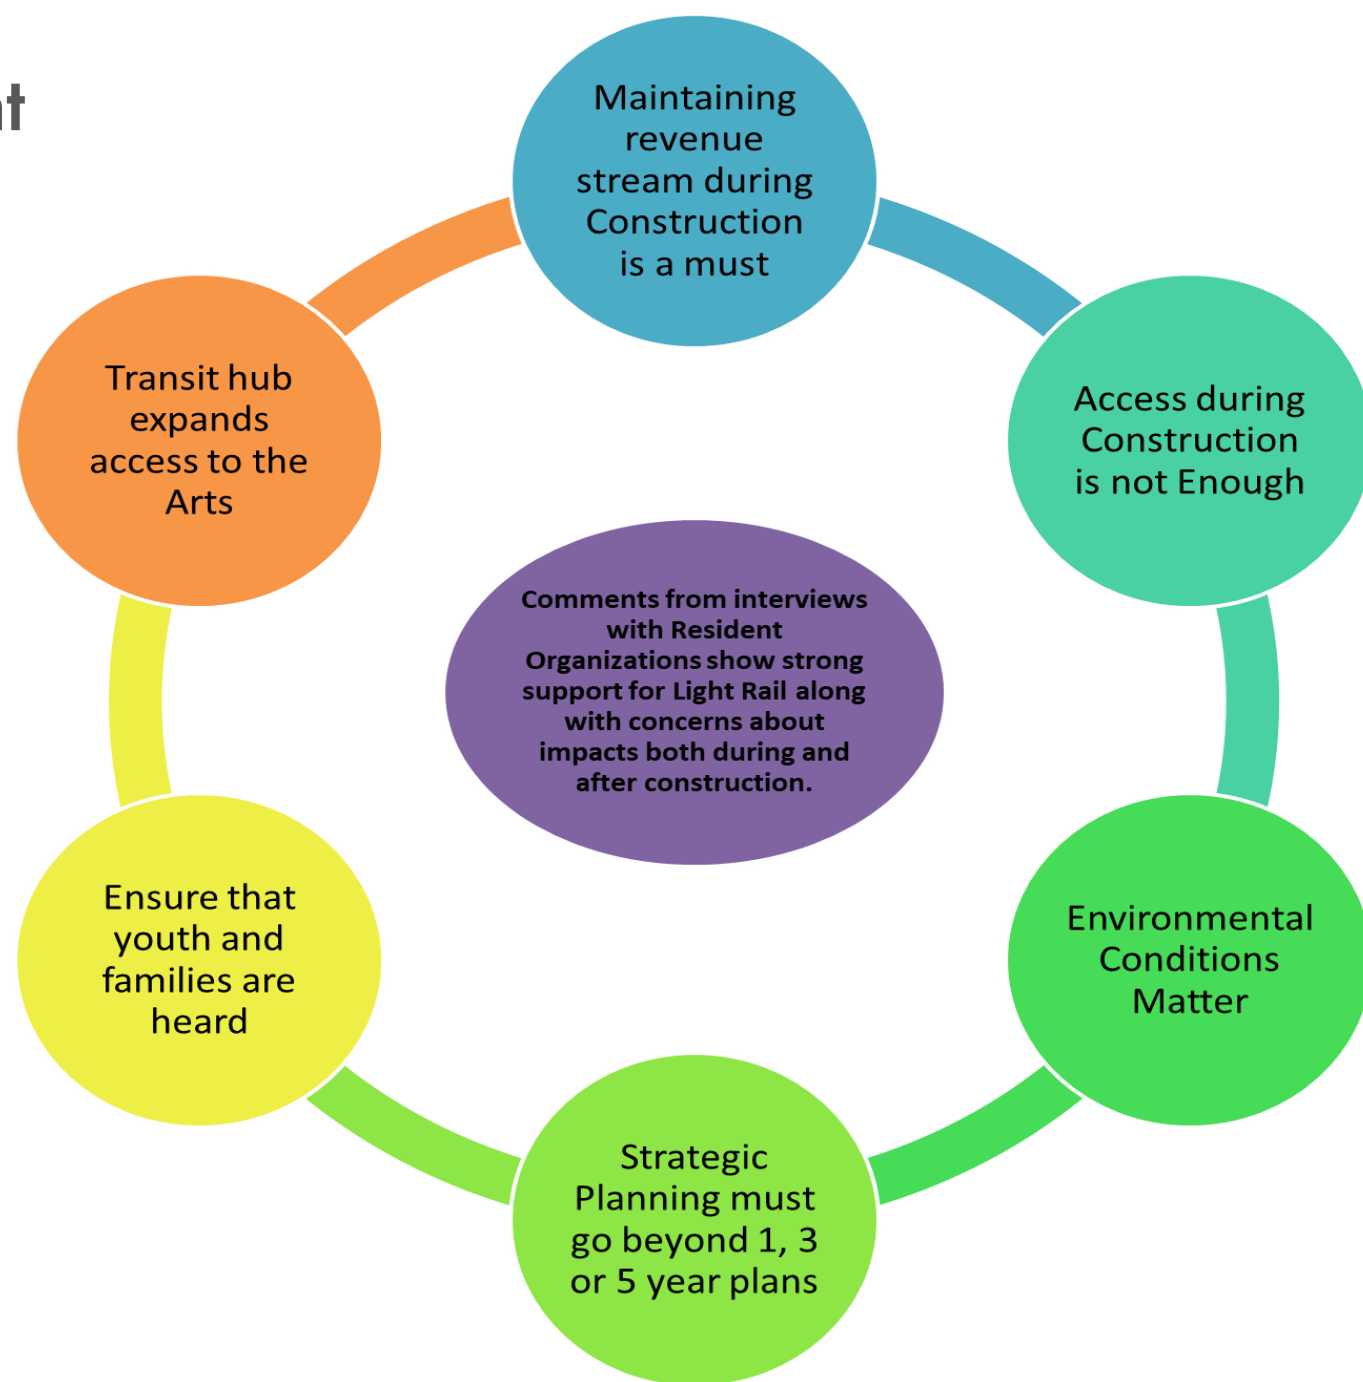 Maintaining
revenue
stream during
Construction
is a must
Access during
Construction
is not Enough
Environmental
Conditions
Matter
Strategic
Planning must
go beyond 1, 3
or 5 year plans
Ensure that
youth and
families are
heard
Transit hub
expands
access to the
Arts
Comments from interviews
with Resident
Organizations show strong
support for Light Rail along
with concerns about
impacts both during and
after construction.